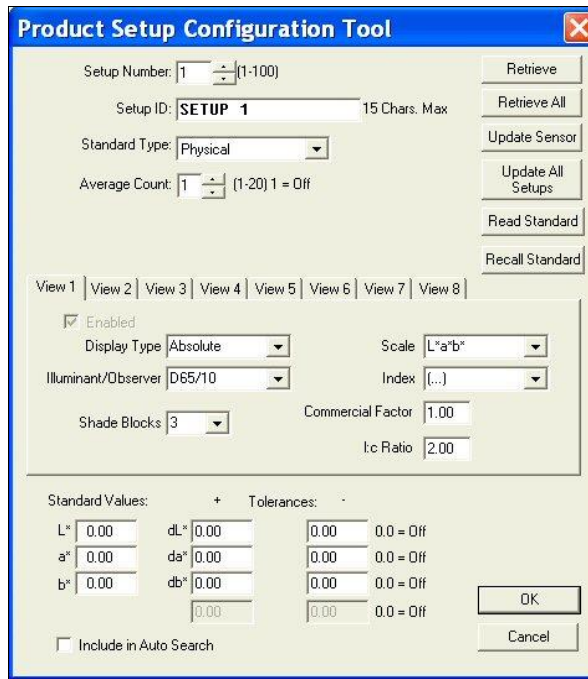 Product Setup Configuration Tool
Setup Number: 1 (1-100)
Retrieve
Setup ID: SETUP 1 15 Chars. Max
Retrieve All
Standard Type: Physical
Update Sensor
Average Count: 1 (1-20) 1 = Off
Update All
Setups
Read Standard
Recall Standard
View 1 View 2 View 3 View 4 View 5 View 6 View 7 View 8
Enabled
Display Type Absolute Scale L*a*b*
Illuminant/Observer D65/10 Index (...)
Shade Blocks 3 Commercial Factor 1.00
l:c Ratio 2.00
Standard Values: + Tolerances: -
L* 0.00 dL* 0.00 0.00 0.0 = Off
a* 0.00 da* 0.00 0.00 0.0 = Off
b* 0.00 db* 0.00 0.00 0.0 = Off
0.00 0.00 0.0 = Off
OK
Include in Auto Search
Cancel